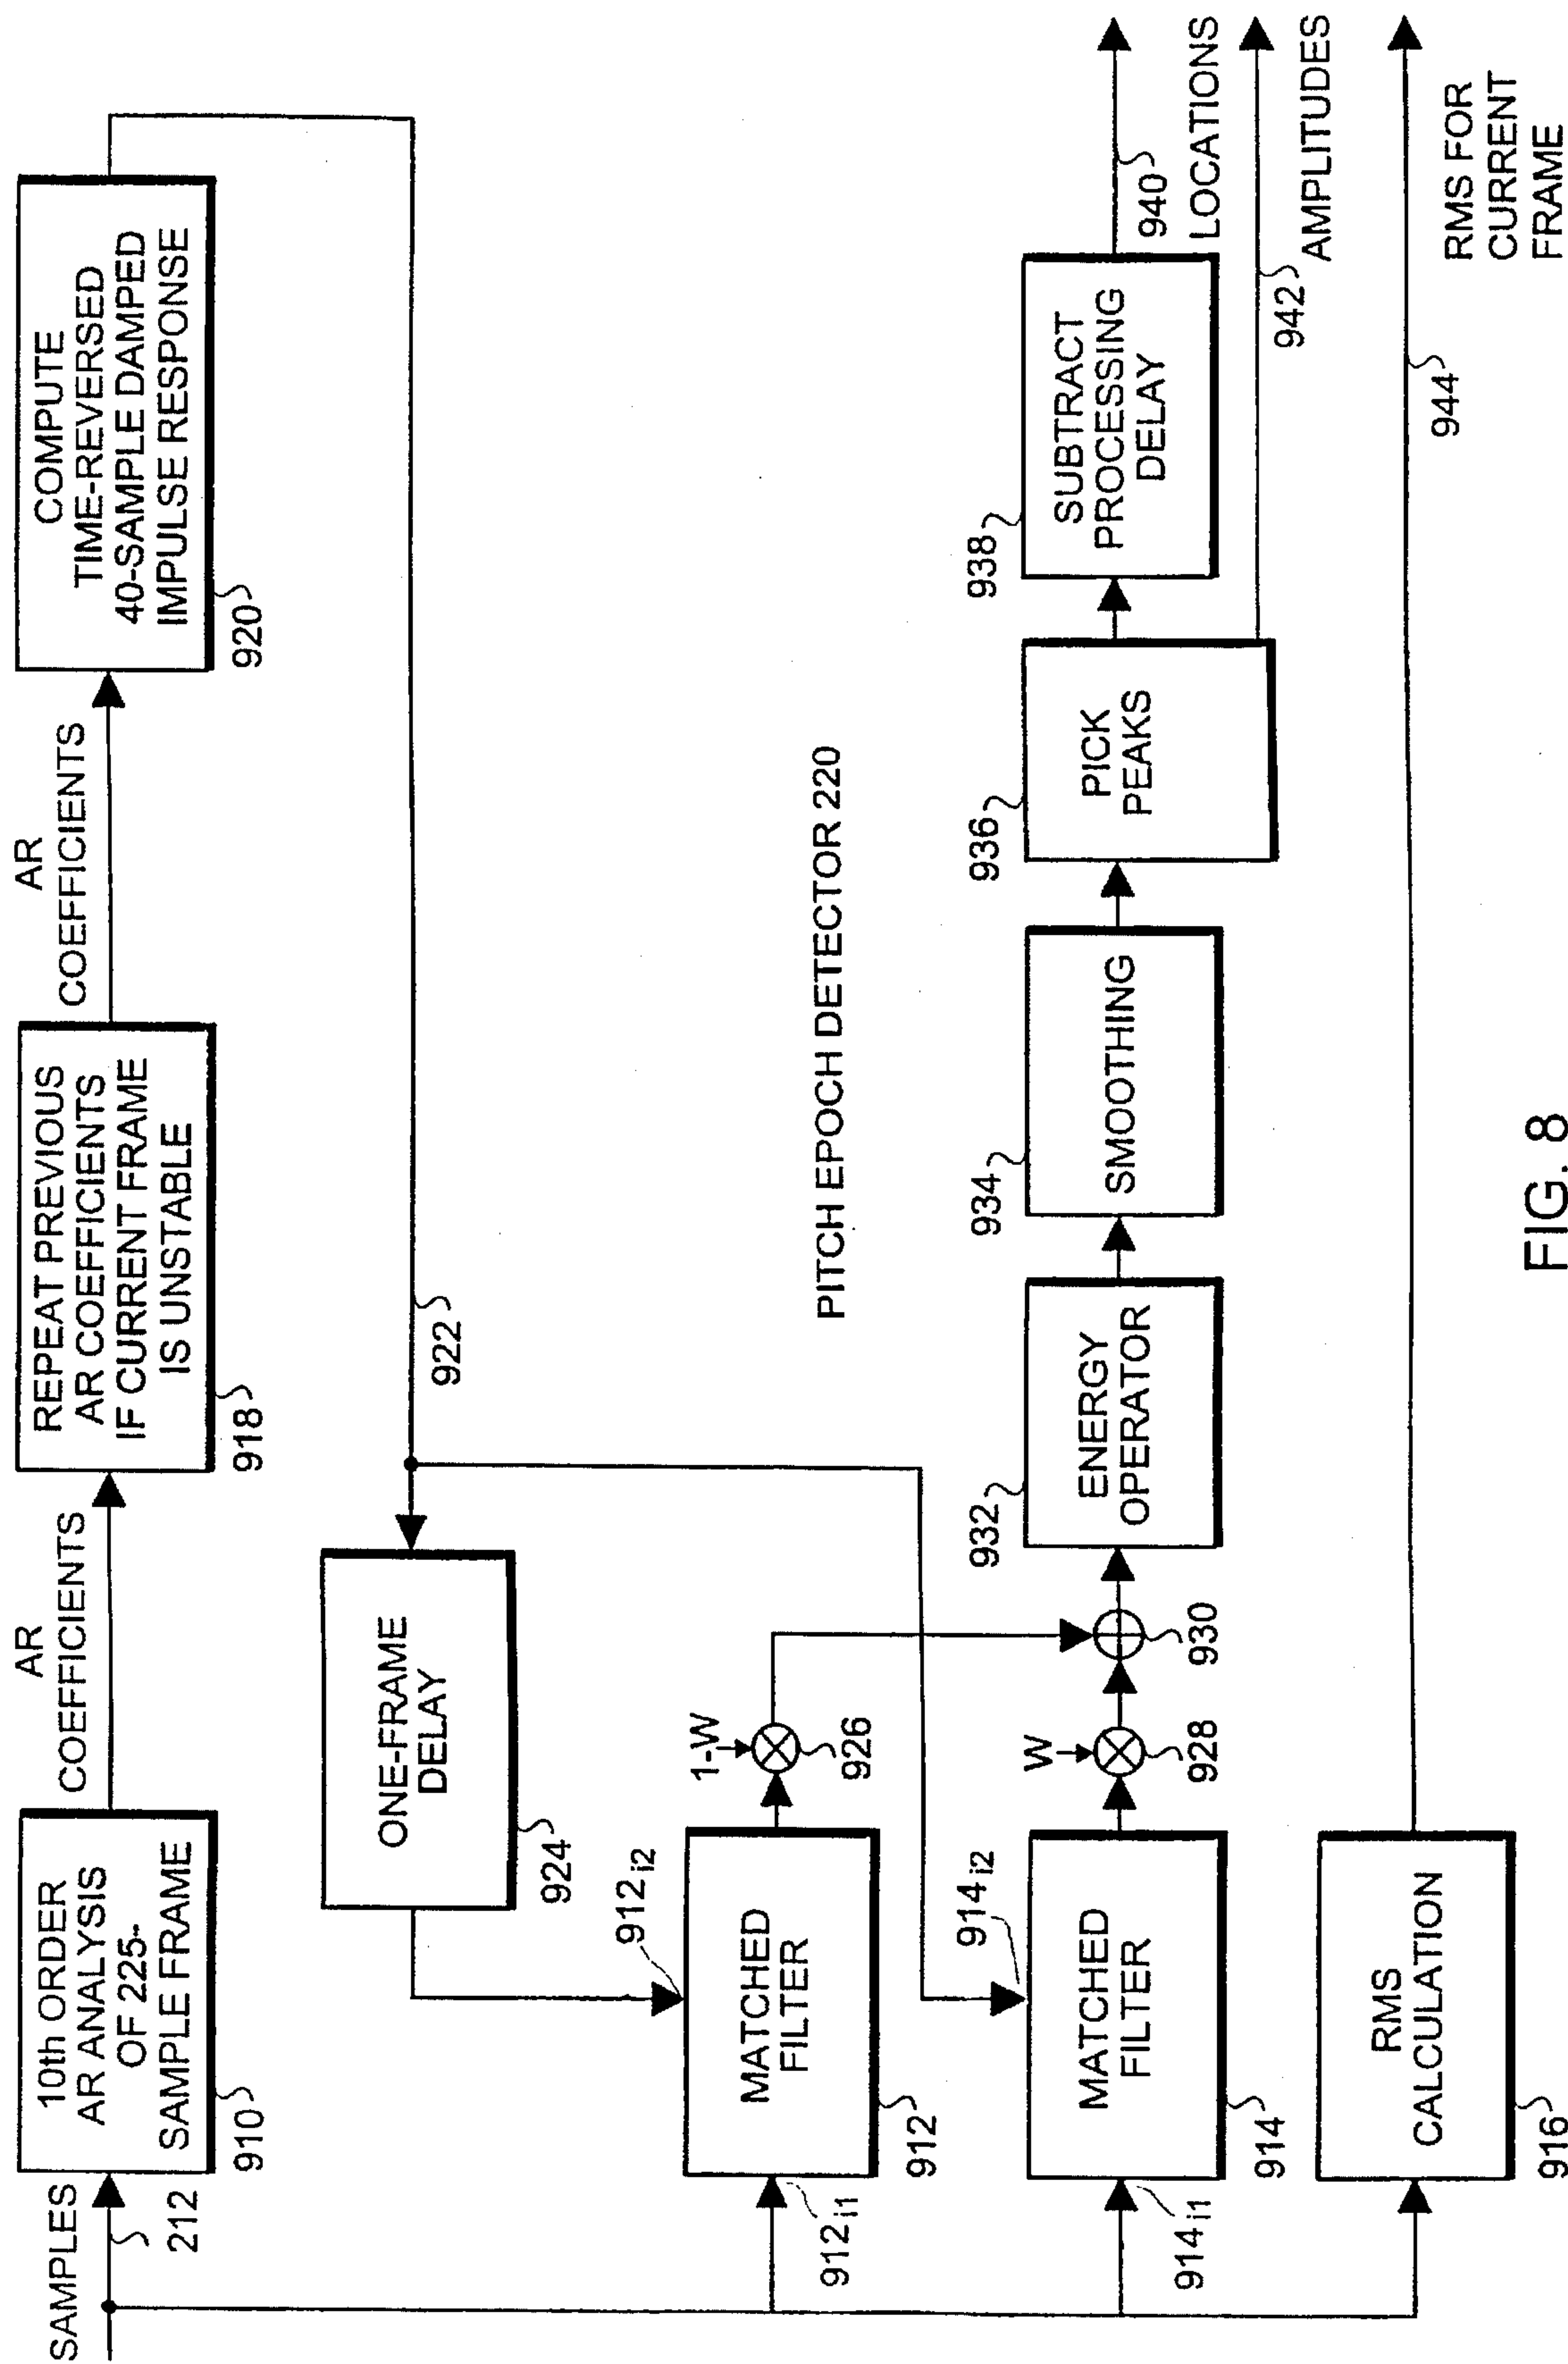 SAMPLES
212
10th ORDER
AR ANALYSIS
OF 225-
SAMPLE FRAME
910
AR
COEFFICIENTS
REPEAT PREVIOUS
AR COEFFICIENTS
IF CURRENT FRAME
IS UNSTABLE
918
AR
COEFFICIENTS
COMPUTE
TIME-REVERSED
40-SAMPLE DAMPED
IMPULSE RESPONSE
920
922
ONE-FRAME
DELAY
924
912i2
912i1
MATCHED
FILTER
912
1-W
926
PITCH EPOCH DETECTOR 220
914i2
914i1
MATCHED
FILTER
914
W
928
930
932
ENERGY
OPERATOR
934
SMOOTHING
936
PICK
PEAKS
938
SUBTRACT
PROCESSING
DELAY
940
LOCATIONS
942
AMPLITUDES
RMS
CALCULATION
916
944
RMS FOR
CURRENT
FRAME
FIG. 8